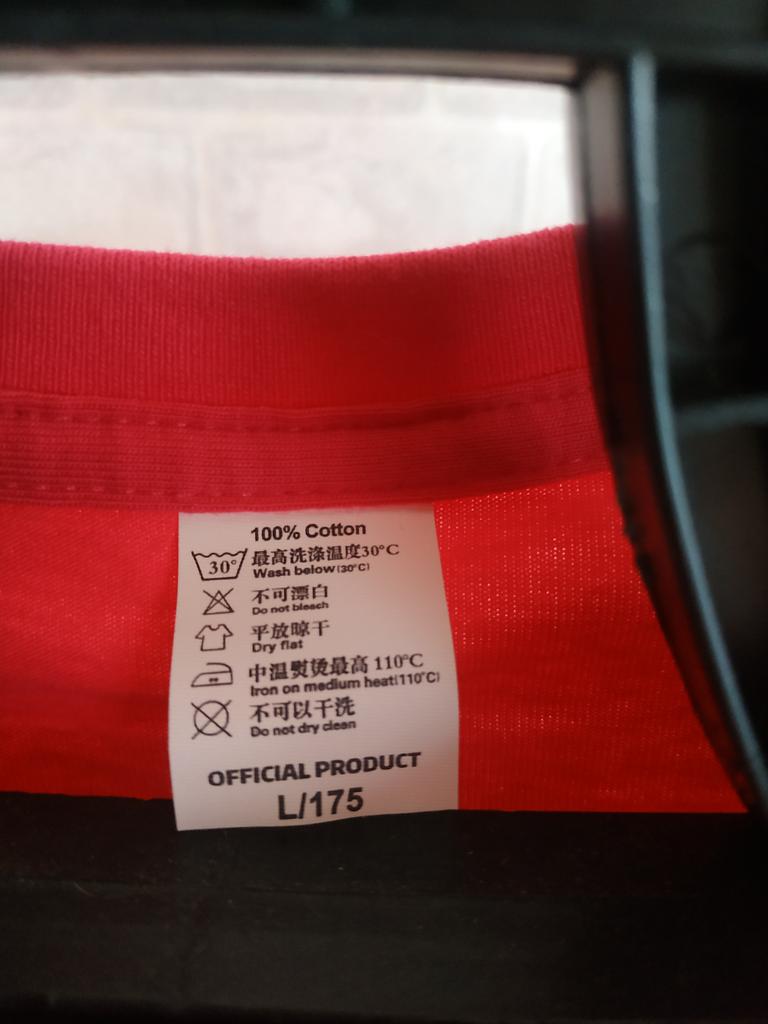 100% Cotton
30°
最高洗涤温度30°C
Wash below(30°C)
不可漂白
Do not bleach
平放晾干
Dry flat
中温熨烫最高 110°C
Iron on medium heat(110°C)
不可以干洗
Do not dry clean
OFFICIAL PRODUCT
L/175